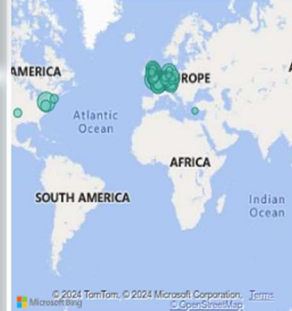 AMERICA
ROPE
Atlantic
Ocean
AFRICA
SOUTH AMERICA
Indian
Ocean
© 2024 TomTom, © 2024 Microsoft Corporation, Terms
Microsoft Bing
© OpenStreetMap